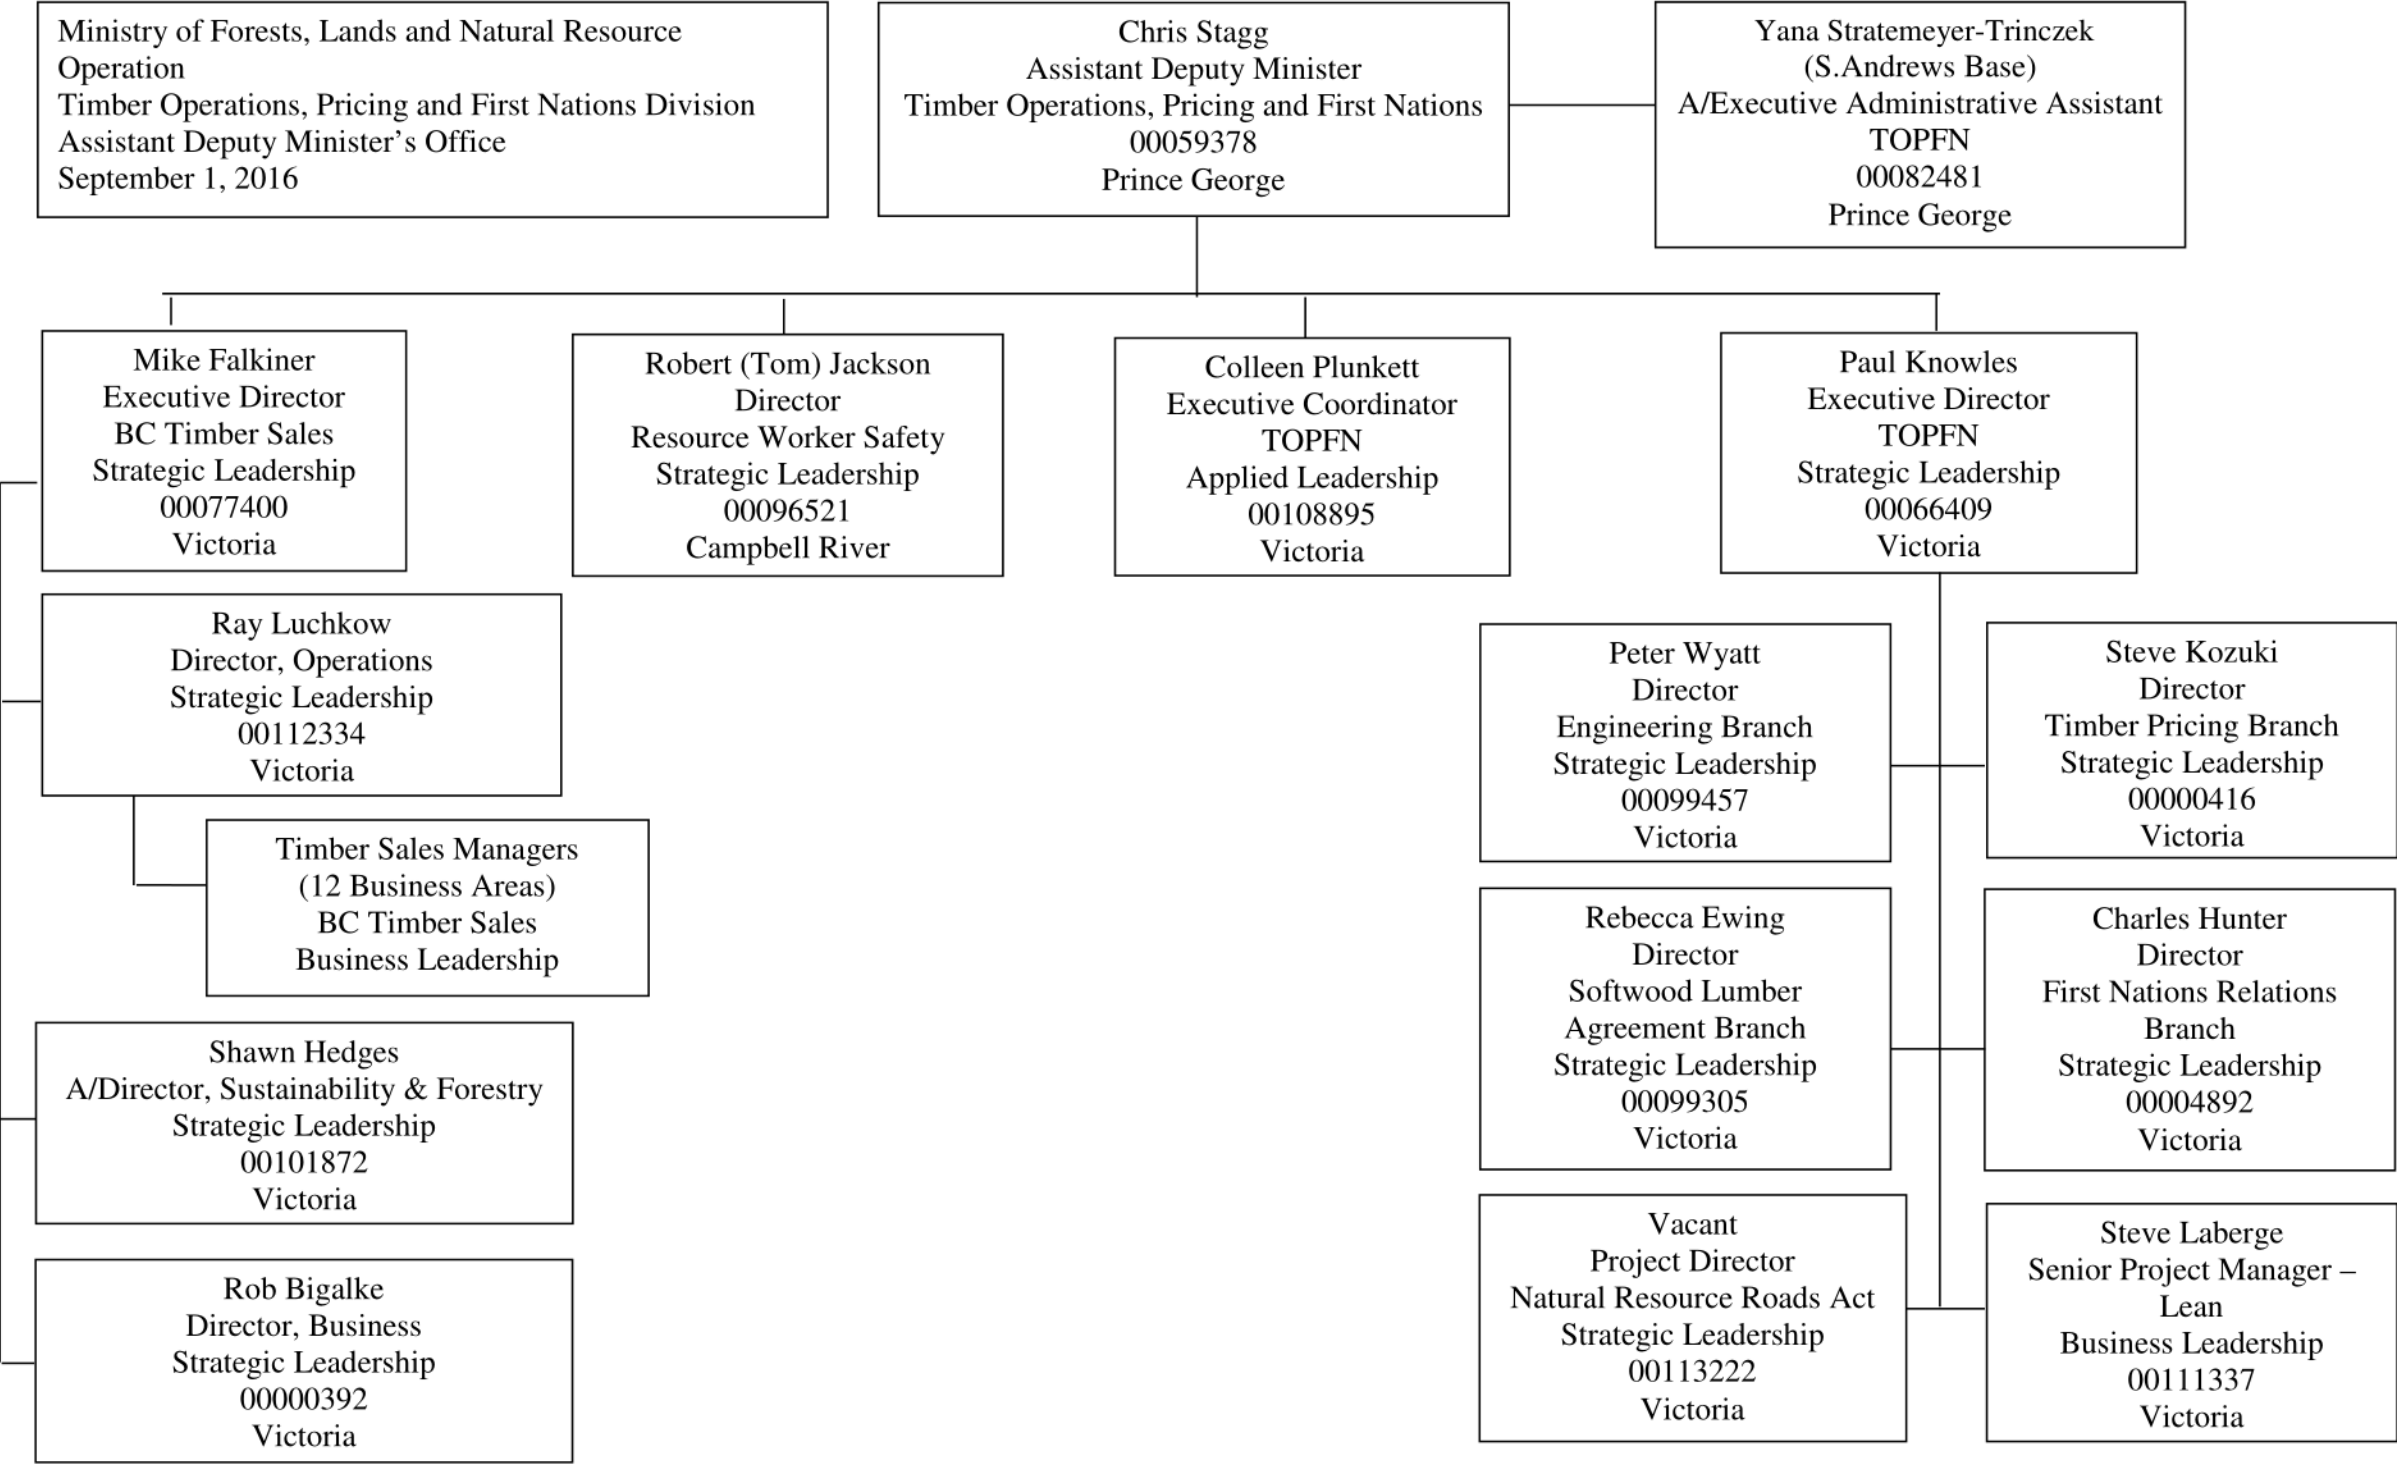 Ministry of Forests, Lands and Natural Resource
Operation
Timber Operations, Pricing and First Nations Division
Assistant Deputy Minister’s Office
September 1, 2016
Chris Stagg
Assistant Deputy Minister
Timber Operations, Pricing and First Nations
00059378
Prince George
Yana Stratemeyer-Trinczek
(S.Andrews Base)
A/Executive Administrative Assistant
TOPFN
00082481
Prince George
Mike Falkiner
Executive Director
BC Timber Sales
Strategic Leadership
00077400
Victoria
Robert (Tom) Jackson
Director
Resource Worker Safety
Strategic Leadership
00096521
Campbell River
Colleen Plunkett
Executive Coordinator
TOPFN
Applied Leadership
00108895
Victoria
Paul Knowles
Executive Director
TOPFN
Strategic Leadership
00066409
Victoria
Ray Luchkow
Director, Operations
Strategic Leadership
00112334
Victoria
Timber Sales Managers
(12 Business Areas)
BC Timber Sales
Business Leadership
Shawn Hedges
A/Director, Sustainability & Forestry
Strategic Leadership
00101872
Victoria
Rob Bigalke
Director, Business
Strategic Leadership
00000392
Victoria
Peter Wyatt
Director
Engineering Branch
Strategic Leadership
00099457
Victoria
Steve Kozuki
Director
Timber Pricing Branch
Strategic Leadership
00000416
Victoria
Rebecca Ewing
Director
Softwood Lumber
Agreement Branch
Strategic Leadership
00099305
Victoria
Charles Hunter
Director
First Nations Relations
Branch
Strategic Leadership
00004892
Victoria
Vacant
Project Director
Natural Resource Roads Act
Strategic Leadership
00113222
Victoria
Steve Laberge
Senior Project Manager –
Lean
Business Leadership
00111337
Victoria